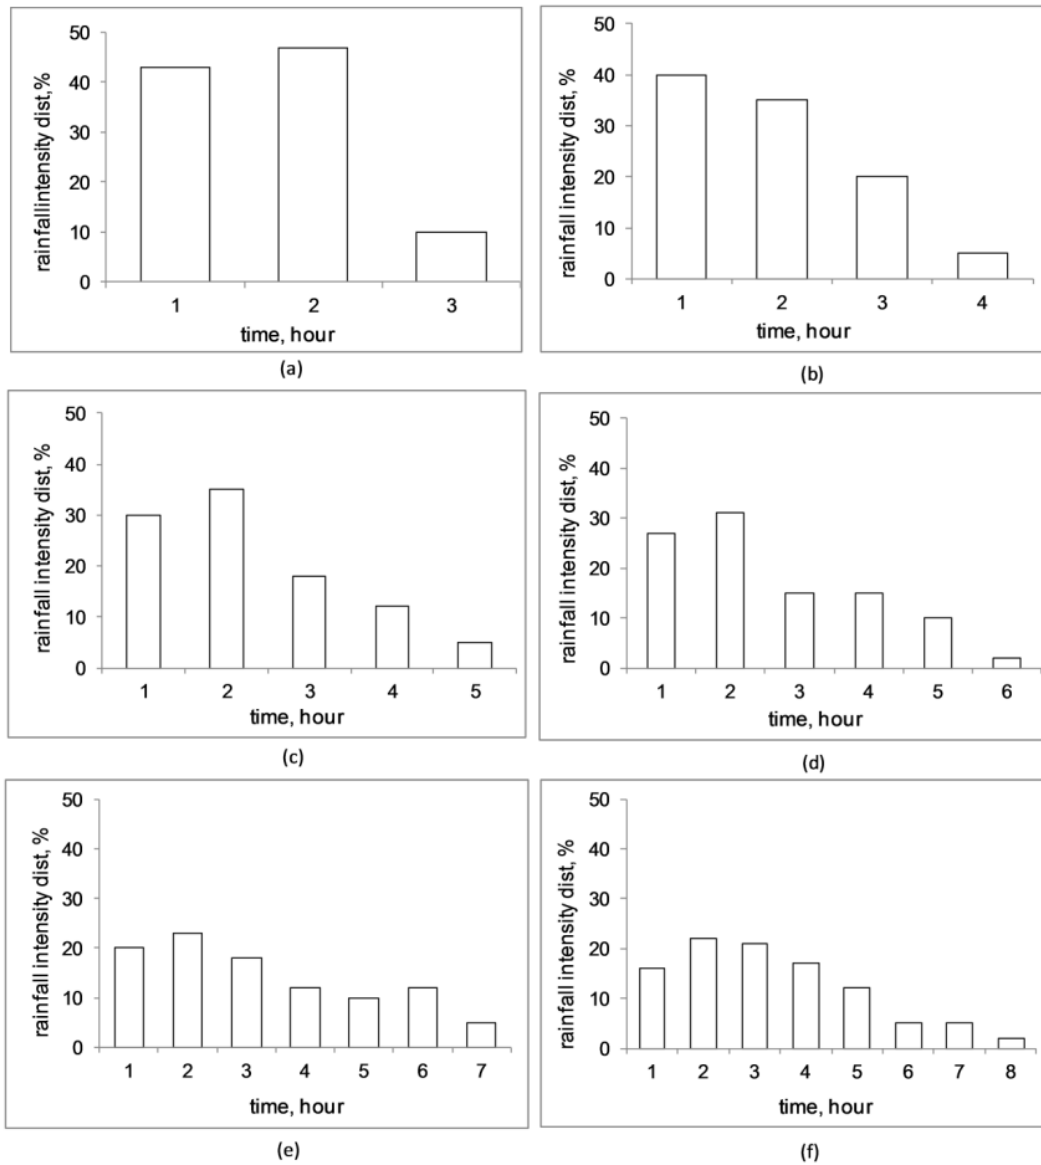 rainfallintensity dist,%
50
40
30
20
10
0
1 2 3
time, hour
(a)
rainfall intensity dist, %
50
40
30
20
10
0
1 2 3 4
time, hour
(b)
rainfall intensity dist, %
50
40
30
20
10
0
1 2 3 4 5
time, hour
(c)
rainfall intensity dist, %
50
40
30
20
10
0
1 2 3 4 5 6
time, hour
(d)
rainfall intensity dist, %
50
40
30
20
10
0
1 2 3 4 5 6 7
time, hour
(e)
rainfall intensity dist, %
50
40
30
20
10
0
1 2 3 4 5 6 7 8
time, hour
(f)